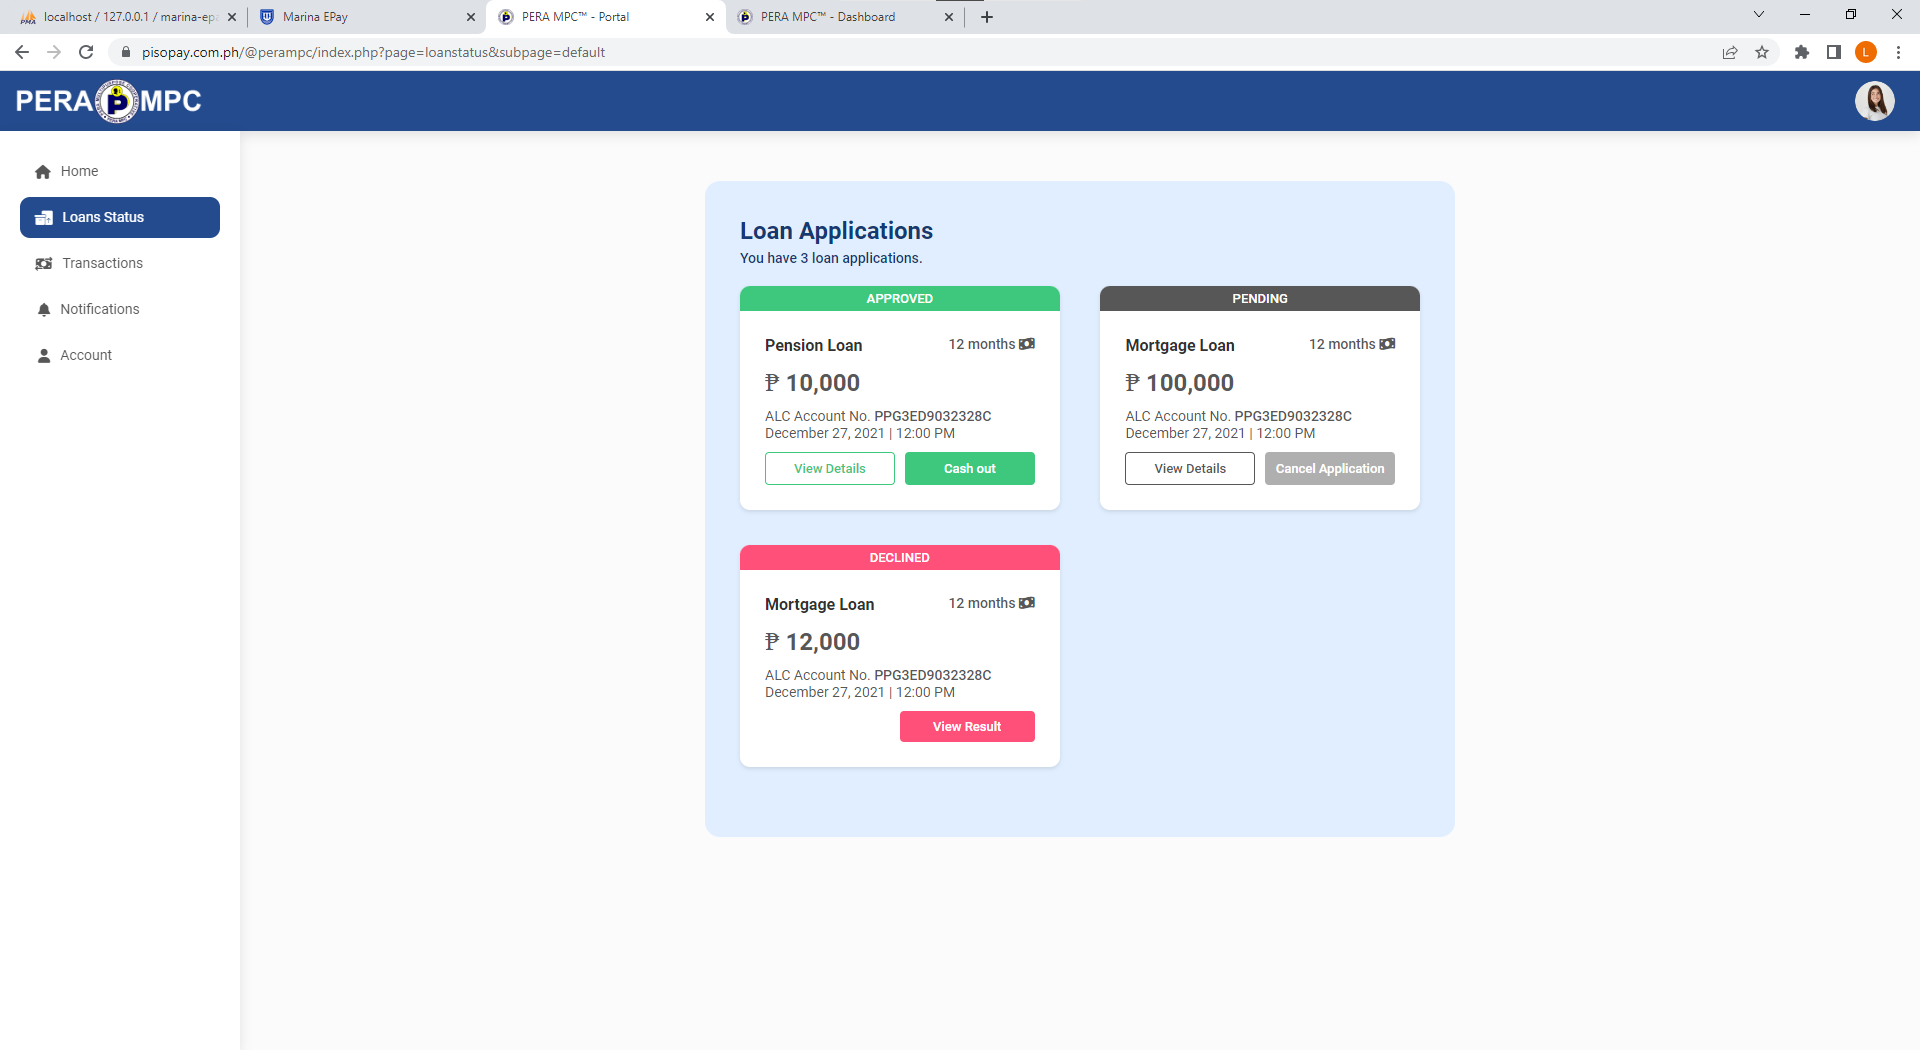 localhost / 127.0.0.1 / marina-epa
Marina EPay
PERA MPC™ - Portal
PERA MPC™ - Dashboard
pisopay.com.ph/@perampc/index.php?page=loanstatus&subpage=default
L
PERA P MPC
Home
Loans Status
Transactions
Notifications
Account
Loan Applications
You have 3 loan applications.
APPROVED
Pension Loan 12 months
₱ 10,000
ALC Account No. PPG3ED9032328C
December 27, 2021 | 12:00 PM
View Details Cash out
PENDING
Mortgage Loan 12 months
₱ 100,000
ALC Account No. PPG3ED9032328C
December 27, 2021 | 12:00 PM
View Details Cancel Application
DECLINED
Mortgage Loan 12 months
₱ 12,000
ALC Account No. PPG3ED9032328C
December 27, 2021 | 12:00 PM
View Result